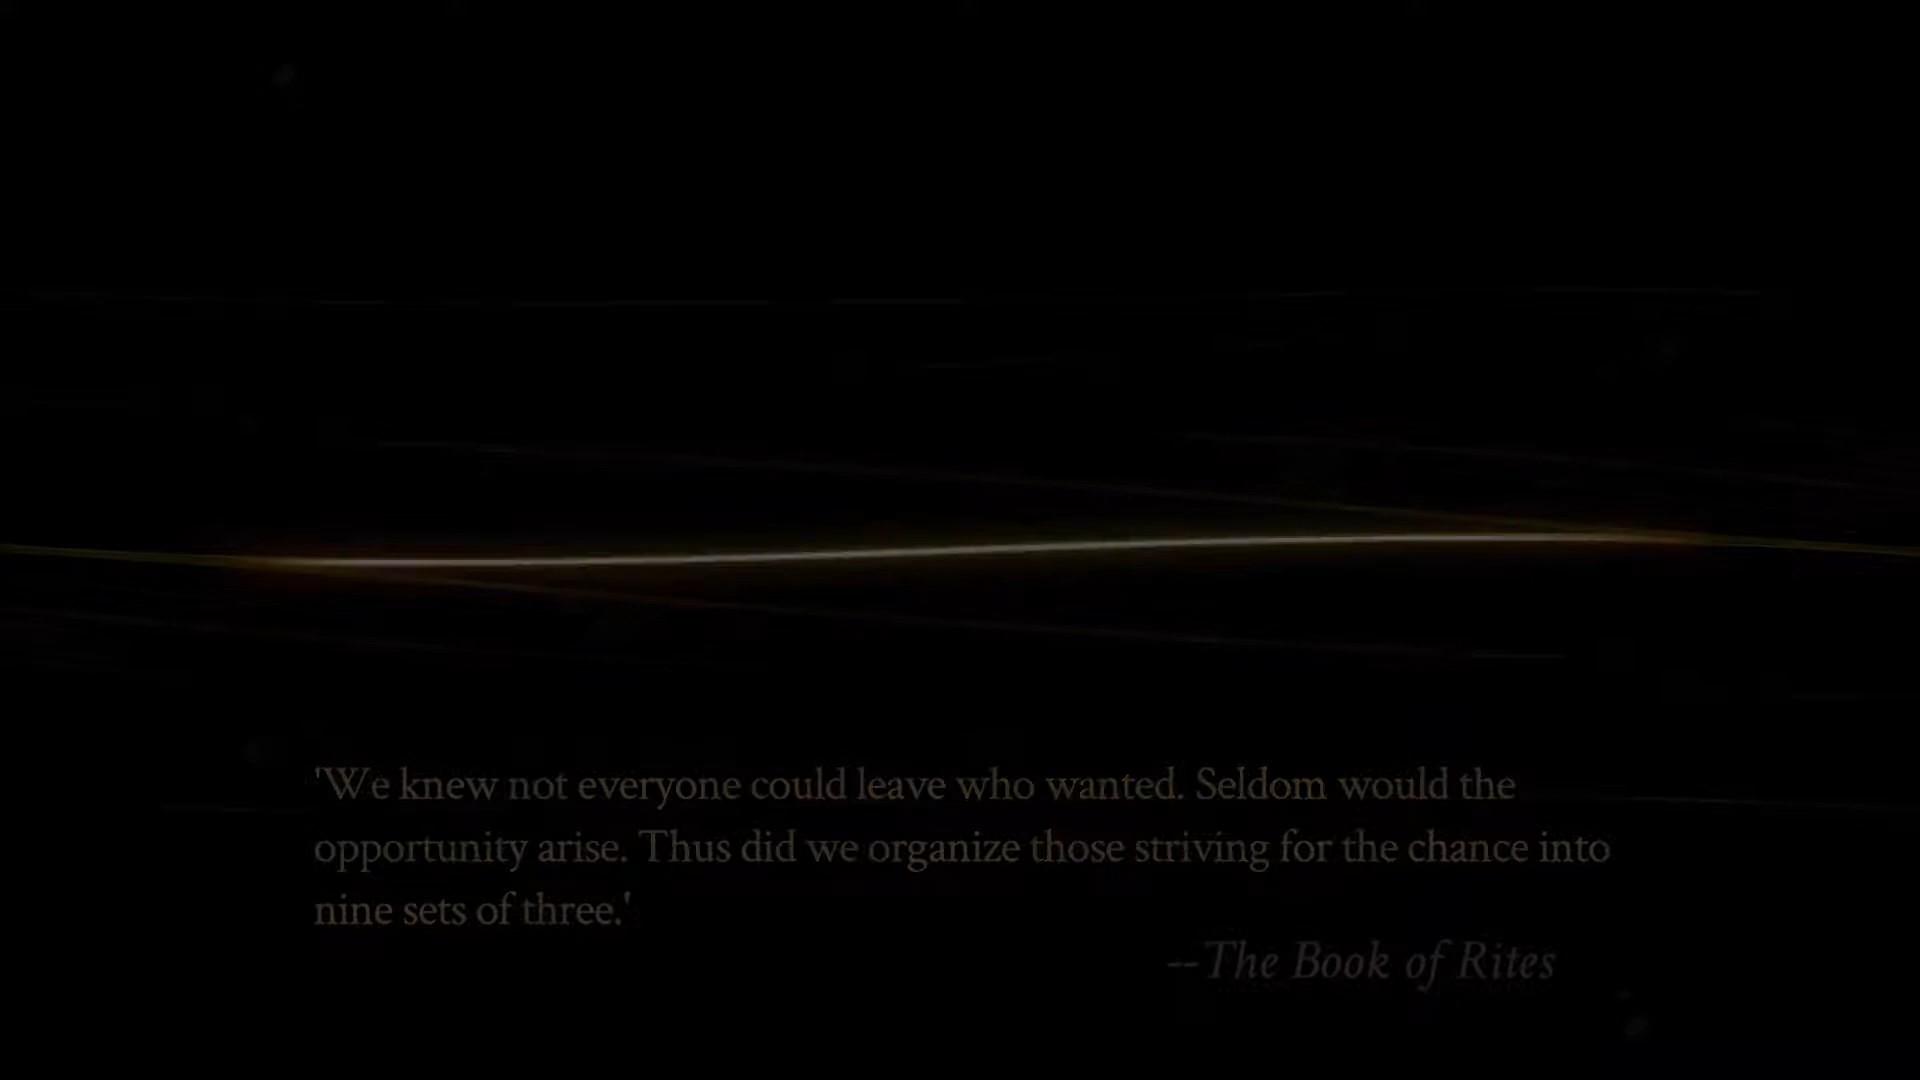 'We knew not everyone could leave who wanted. Seldom would the
opportunity arise. Thus did we organize those striving for the chance into
nine sets of three.'
--The Book of Rites